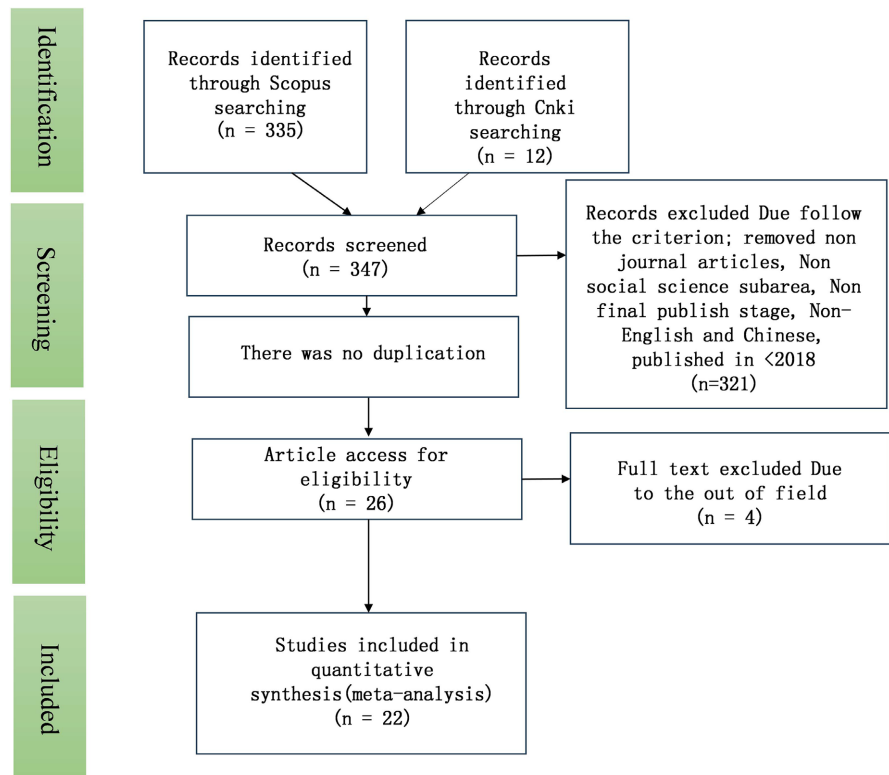 Identification
Records identified
through Scopus
searching
(n = 335)
Records
identified
through Cnki
searching
(n = 12)
Screening
Records screened
(n = 347)
Records excluded Due follow
the criterion; removed non
journal articles, Non
social science subarea, Non
final publish stage, Non-
English and Chinese,
published in <2018
(n=321)
There was no duplication
Eligibility
Article access for
eligibility
(n = 26)
Full text excluded Due
to the out of field
(n = 4)
Included
Studies included in
quantitative
synthesis(meta-analysis)
(n = 22)